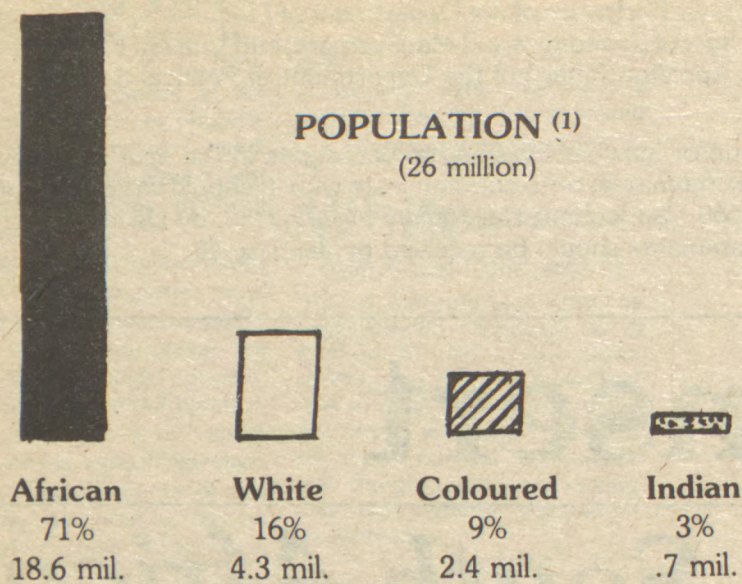 POPULATION (1)
(26 million)
African White Coloured Indian
71% 16% 9% 3%
18.6 mil. 4.3 mil. 2.4 mil. .7 mil.